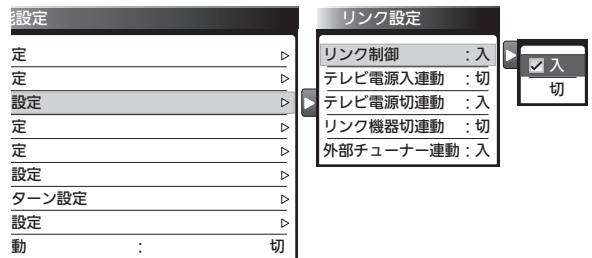 設定
定
定
設定
定
定
設定
ターン設定
設定
動 : 切
リンク設定
リンク制御 : 入
テレビ電源入連動 : 切
テレビ電源切連動 : 入
リンク機器切連動 : 切
外部チューナー連動 : 入
入
切